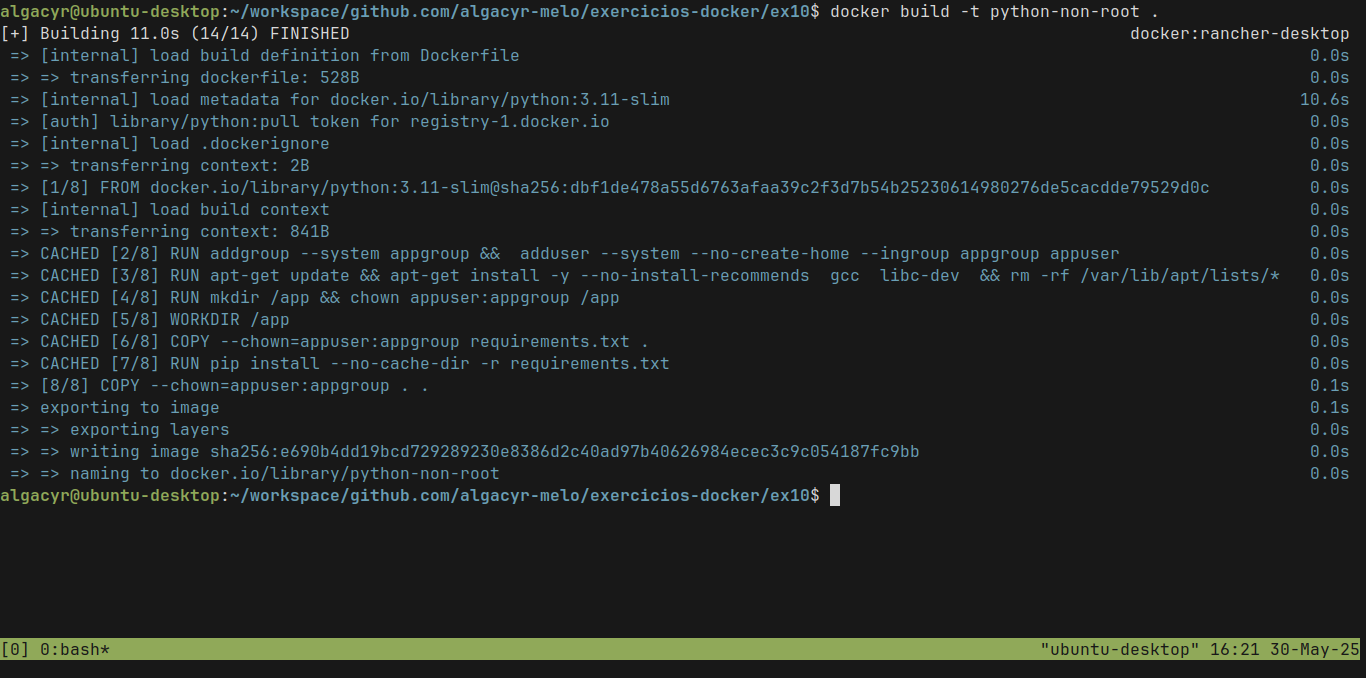 algacyr@ubuntu-desktop:~/workspace/github.com/algacyr-melo/exercicios-docker/ex10$ docker build -t python-non-root .
[+] Building 11.0s (14/14) FINISHED docker:rancher-desktop
=> [internal] load build definition from Dockerfile 0.0s
=> => transferring dockerfile: 528B 0.0s
=> [internal] load metadata for docker.io/library/python:3.11-slim 10.6s
=> [auth] library/python:pull token for registry-1.docker.io 0.0s
=> [internal] load .dockerignore 0.0s
=> => transferring context: 2B 0.0s
=> [1/8] FROM docker.io/library/python:3.11-slim@sha256:dbf1de478a55d6763afaa39c2f3d7b54b25230614980276de5cacdde79529d0c 0.0s
=> [internal] load build context 0.0s
=> => transferring context: 841B 0.0s
=> CACHED [2/8] RUN addgroup --system appgroup &&  adduser --system --no-create-home --ingroup appgroup appuser 0.0s
=> CACHED [3/8] RUN apt-get update && apt-get install -y --no-install-recommends  gcc  libc-dev  && rm -rf /var/lib/apt/lists/* 0.0s
=> CACHED [4/8] RUN mkdir /app && chown appuser:appgroup /app 0.0s
=> CACHED [5/8] WORKDIR /app 0.0s
=> CACHED [6/8] COPY --chown=appuser:appgroup requirements.txt . 0.0s
=> CACHED [7/8] RUN pip install --no-cache-dir -r requirements.txt 0.0s
=> [8/8] COPY --chown=appuser:appgroup . . 0.1s
=> exporting to image 0.1s
=> => exporting layers 0.0s
=> => writing image sha256:e690b4dd19bcd729289230e8386d2c40ad97b40626984ecec3c9c054187fc9bb 0.0s
=> => naming to docker.io/library/python-non-root 0.0s
algacyr@ubuntu-desktop:~/workspace/github.com/algacyr-melo/exercicios-docker/ex10$
[0] 0:bash* "ubuntu-desktop" 16:21 30-May-25